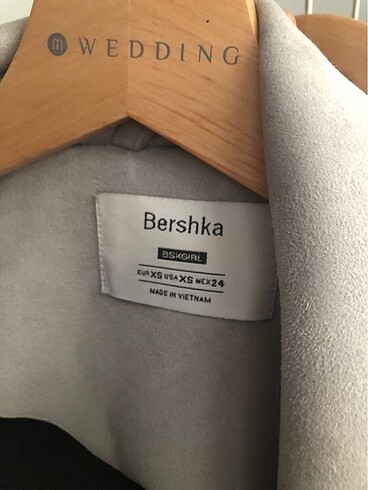 m WEDDING
Bershka
BSKGIRL
EUR XS USA XS MEX 24
MADE IN VIETNAM